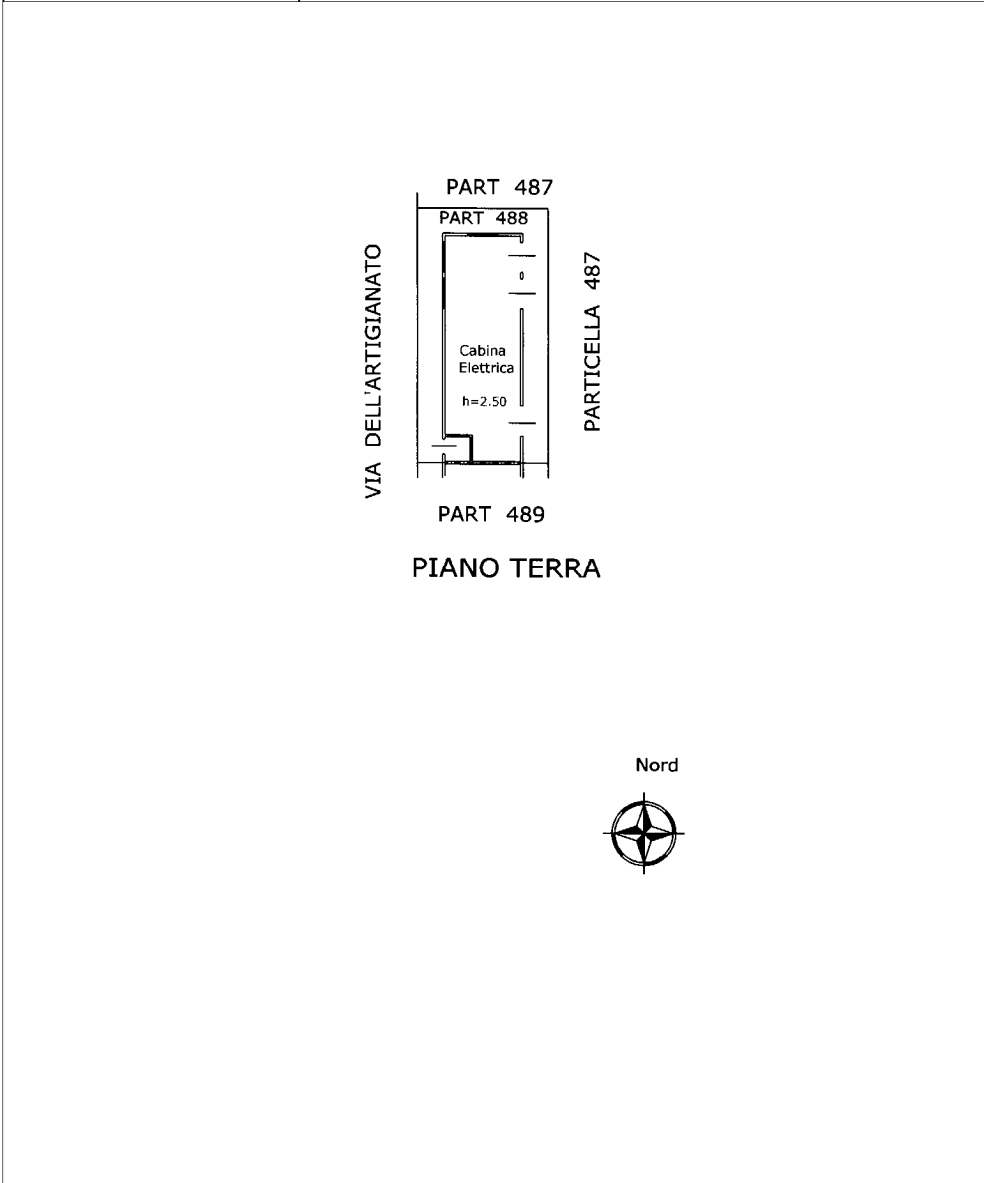 PART 487
PART 488
VIA DELL'ARTIGIANATO
PARTICELLA 487
Cabina
Elettrica
h=2.50
PART 489
PIANO TERRA
Nord